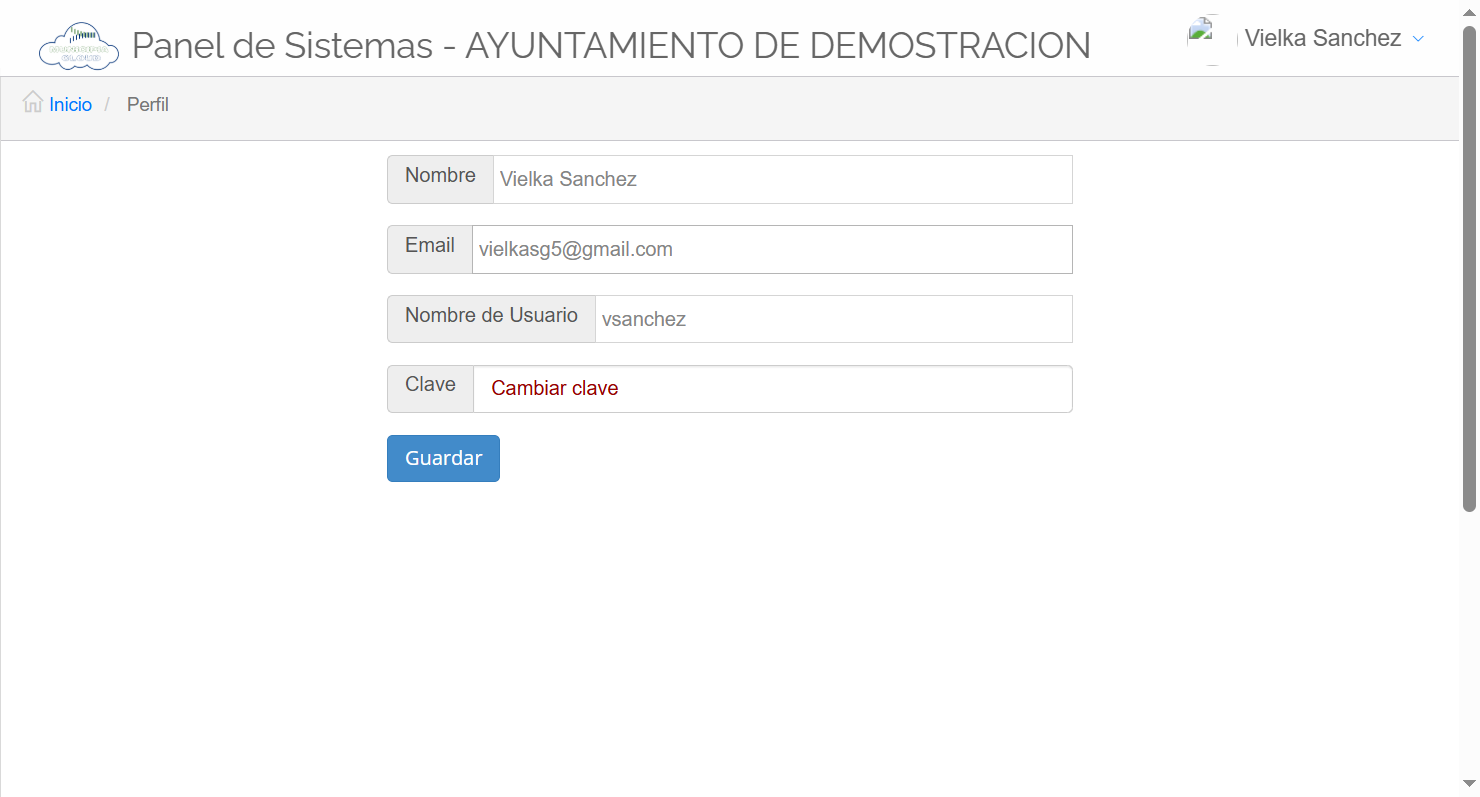 Panel de Sistemas - AYUNTAMIENTO DE DEMOSTRACION
Vielka Sanchez
Inicio / Perfil
Nombre Vielka Sanchez
Email vielkasg5@gmail.com
Nombre de Usuario vsanchez
Clave Cambiar clave
Guardar